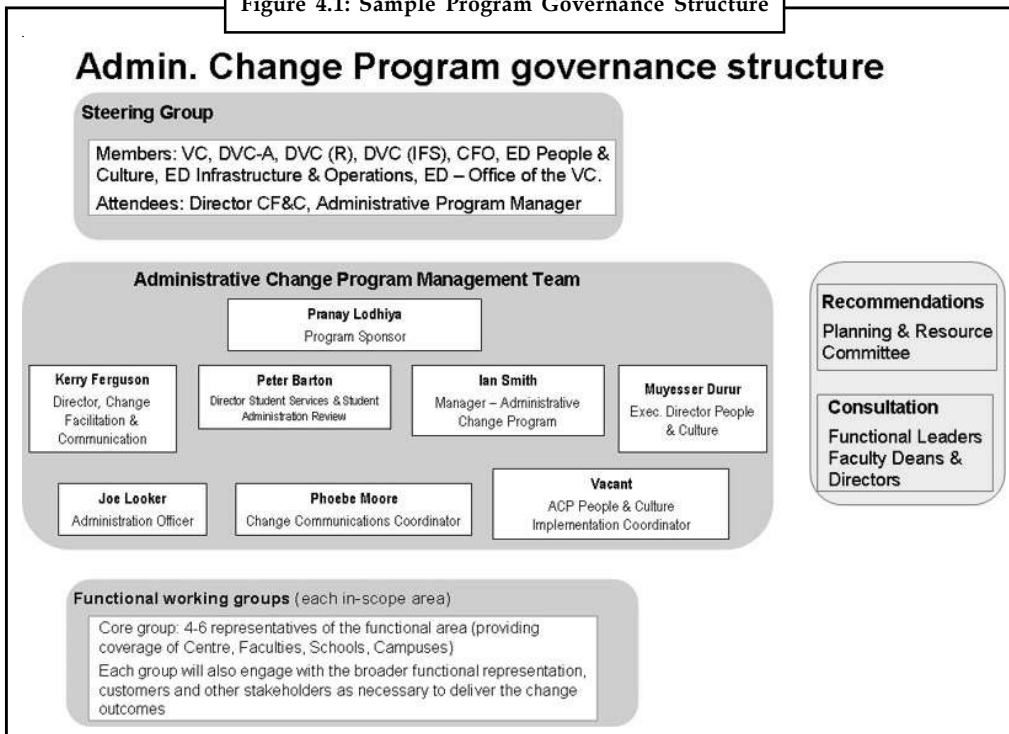 Figure 4.1: Sample Program Governance Structure
Admin. Change Program governance structure
Steering Group
Members: VC, DVC-A, DVC (R), DVC (IFS), CFO, ED People &
Culture, ED Infrastructure & Operations, ED – Office of the VC.
Attendees: Director CF&C, Administrative Program Manager
Administrative Change Program Management Team
Pranay Lodhiya
Program Sponsor
Kerry Ferguson
Director, Change
Facilitation &
Communication
Peter Barton
Director Student Services & Student
Administration Review
Ian Smith
Manager – Administrative
Change Program
Muyesser Durur
Exec. Director People
& Culture
Joe Looker
Administration Officer
Phoebe Moore
Change Communications Coordinator
Vacant
ACP People & Culture
Implementation Coordinator
Recommendations
Planning & Resource
Committee
Consultation
Functional Leaders
Faculty Deans &
Directors
Functional working groups (each in-scope area)
Core group: 4-6 representatives of the functional area (providing
coverage of Centre, Faculties, Schools, Campuses)
Each group will also engage with the broader functional representation,
customers and other stakeholders as necessary to deliver the change
outcomes